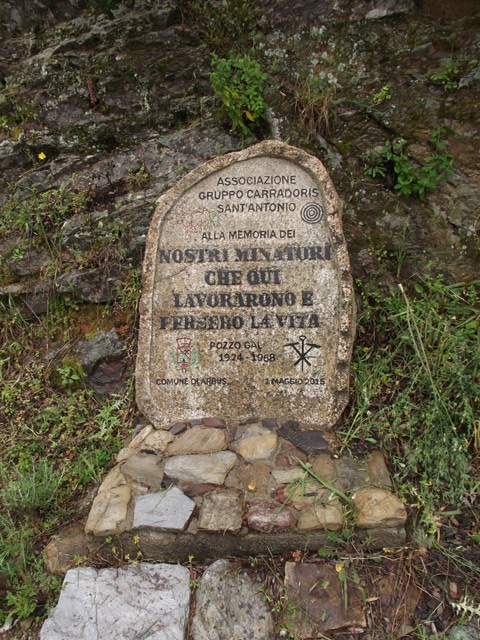 ASSOCIAZIONE
GRUPPO CARRADORIS
SANT'ANTONIO
ALLA MEMORIA DEI
NOSTRI MINATORI
CHE QUI
LAVORARONO E
PERSERO LA VITA
POZZO GAL
1924 - 1968
COMUNE DI ARBUS
1 MAGGIO 2015